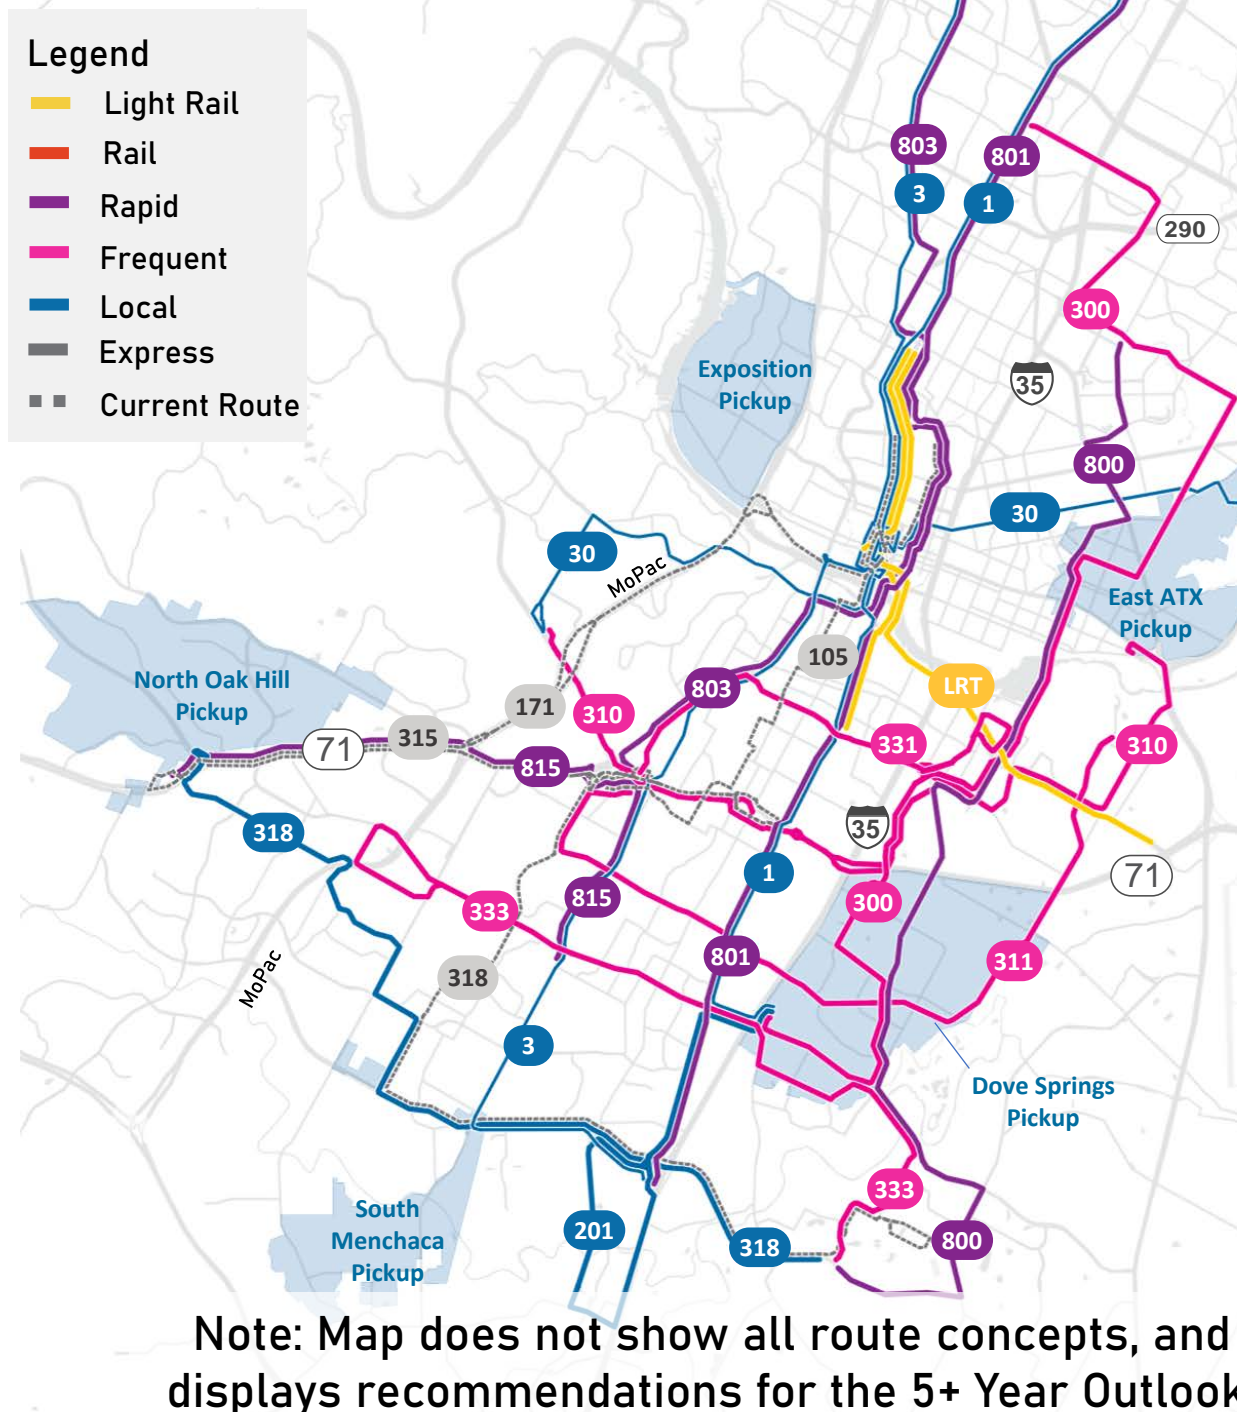 Legend
Light Rail
Rail
Rapid
Frequent
Local
Express
Current Route
803
801
3
1
290
300
35
Exposition
Pickup
800
30
30
MoPac
East ATX
Pickup
105
North Oak Hill
Pickup
803
LRT
171
310
315
71
331
310
815
318
35
1
71
815
300
333
801
311
318
MoPac
3
Dove Springs
Pickup
333
South
Menchaca
Pickup
201
318
800
Note: Map does not show all route concepts, and
displays recommendations for the 5+ Year Outlook